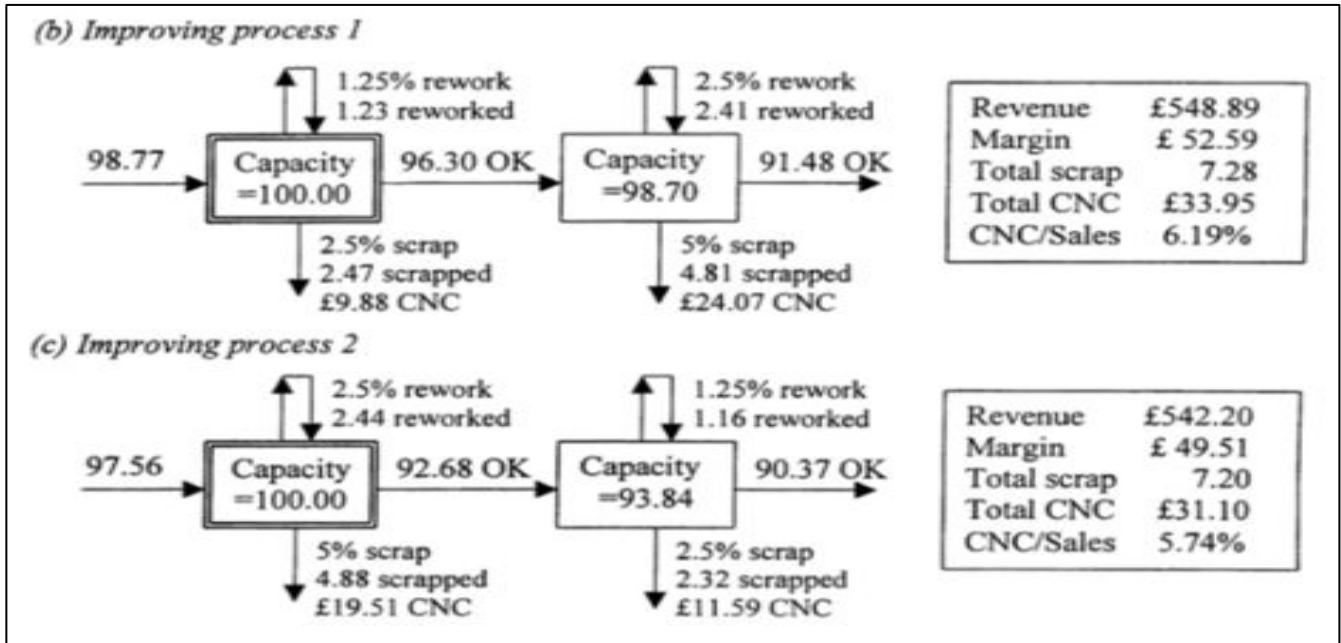 (b) Improving process 1
1.25% rework
1.23 reworked
2.5% rework
2.41 reworked
98.77
Capacity
=100.00
96.30 OK
Capacity
=98.70
91.48 OK
2.5% scrap
2.47 scrapped
£9.88 CNC
5% scrap
4.81 scrapped
£24.07 CNC
Revenue £548.89
Margin £ 52.59
Total scrap 7.28
Total CNC £33.95
CNC/Sales 6.19%
(c) Improving process 2
2.5% rework
2.44 reworked
1.25% rework
1.16 reworked
97.56
Capacity
=100.00
92.68 OK
Capacity
=93.84
90.37 OK
5% scrap
4.88 scrapped
£19.51 CNC
2.5% scrap
2.32 scrapped
£11.59 CNC
Revenue £542.20
Margin £ 49.51
Total scrap 7.20
Total CNC £31.10
CNC/Sales 5.74%